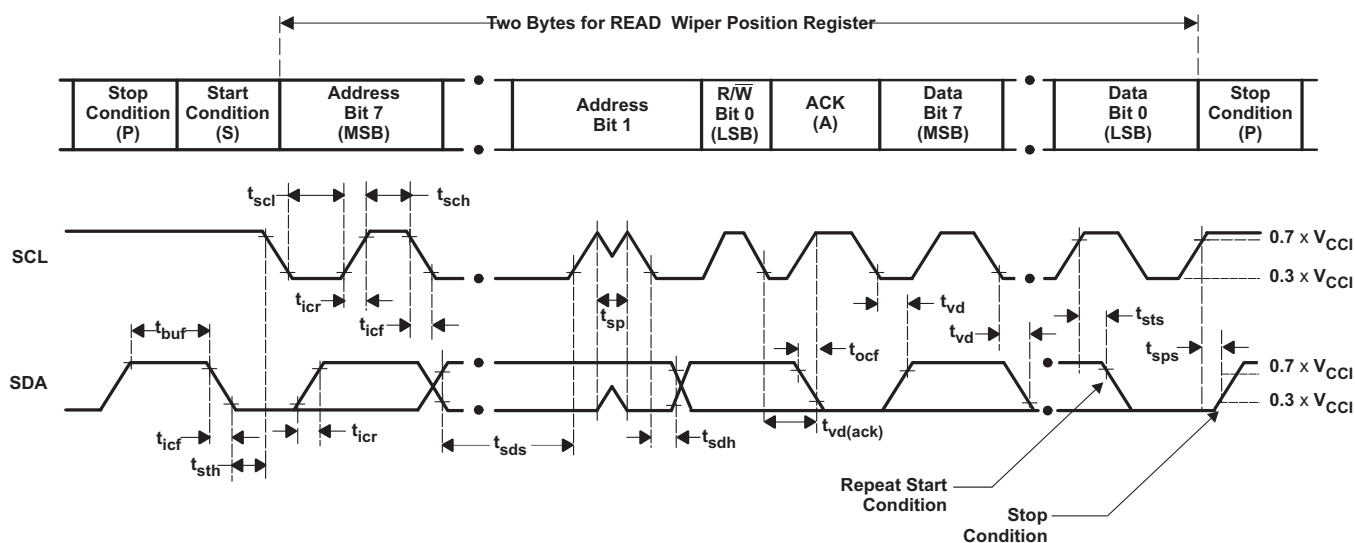 Two Bytes for READ Wiper Position Register
Stop
Condition
(P)
Start
Condition
(S)
Address
Bit 7
(MSB)
Address
Bit 1
R/W̅
Bit 0
(LSB)
ACK
(A)
Data
Bit 7
(MSB)
Data
Bit 0
(LSB)
Stop
Condition
(P)
tscl
tsch
SCL
0.7 x VCCI
0.3 x VCCI
ticr
ticf
tsp
tvd
tvd
tsts
tbuf
tocf
tsps
SDA
0.7 x VCCI
0.3 x VCCI
ticf
ticr
tsth
tsds
tsdh
tvd(ack)
Repeat Start
Condition
Stop
Condition